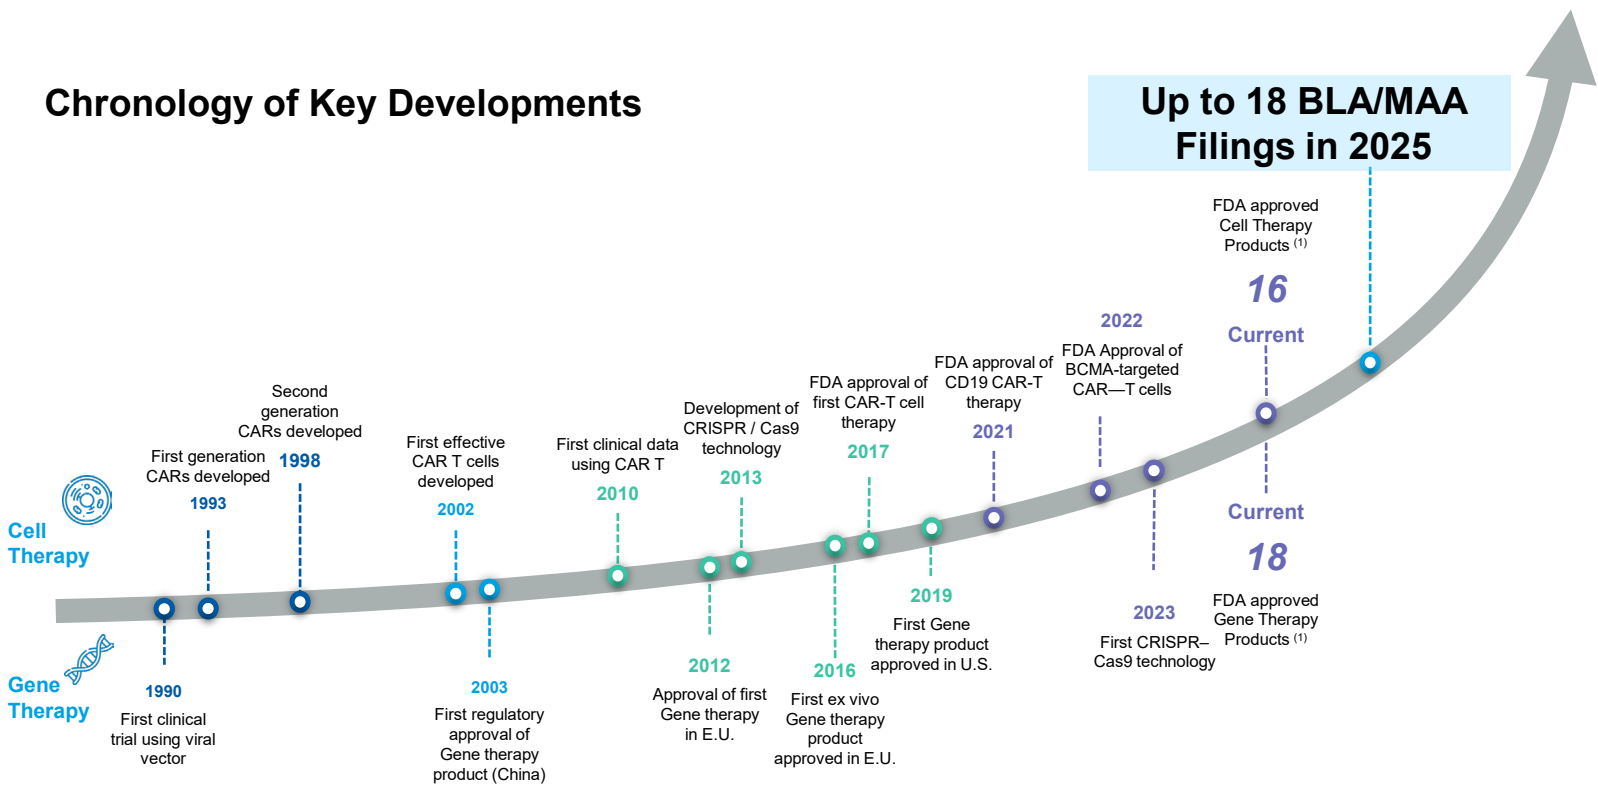 Chronology of Key Developments
Up to 18 BLA/MAA
Filings in 2025
Cell
Therapy
First generation
CARs developed
1993
Second
generation
CARs developed
1998
First effective
CAR T cells
developed
2002
First clinical data
using CAR T
2010
Development of
CRISPR / Cas9
technology
2013
FDA approval of
first CAR-T cell
therapy
2017
FDA approval of
CD19 CAR-T
therapy
2021
2022
FDA Approval of
BCMA-targeted
CAR—T cells
FDA approved
Cell Therapy
Products (1)
16
Current
Gene
Therapy
1990
First clinical
trial using viral
vector
2003
First regulatory
approval of
Gene therapy
product (China)
2012
Approval of first
Gene therapy
in E.U.
2016
First ex vivo
Gene therapy
product
approved in E.U.
2019
First Gene
therapy product
approved in U.S.
2023
First CRISPR–
Cas9 technology
Current
18
FDA approved
Gene Therapy
Products (1)